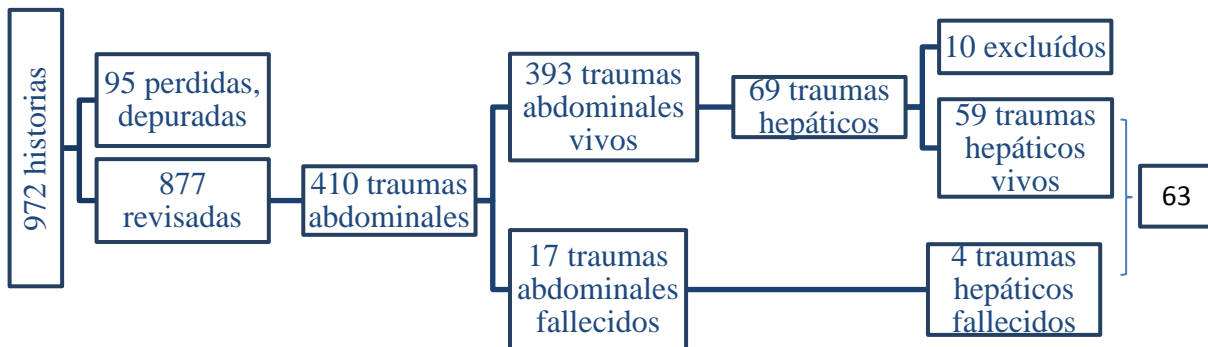 972 historias
95 perdidas,
depuradas
877
revisadas
410 traumas
abdominales
393 traumas
abdominales
vivos
17 traumas
abdominales
fallecidos
69 traumas
hepáticos
10 excluídos
59 traumas
hepáticos
vivos
4 traumas
hepáticos
fallecidos
63